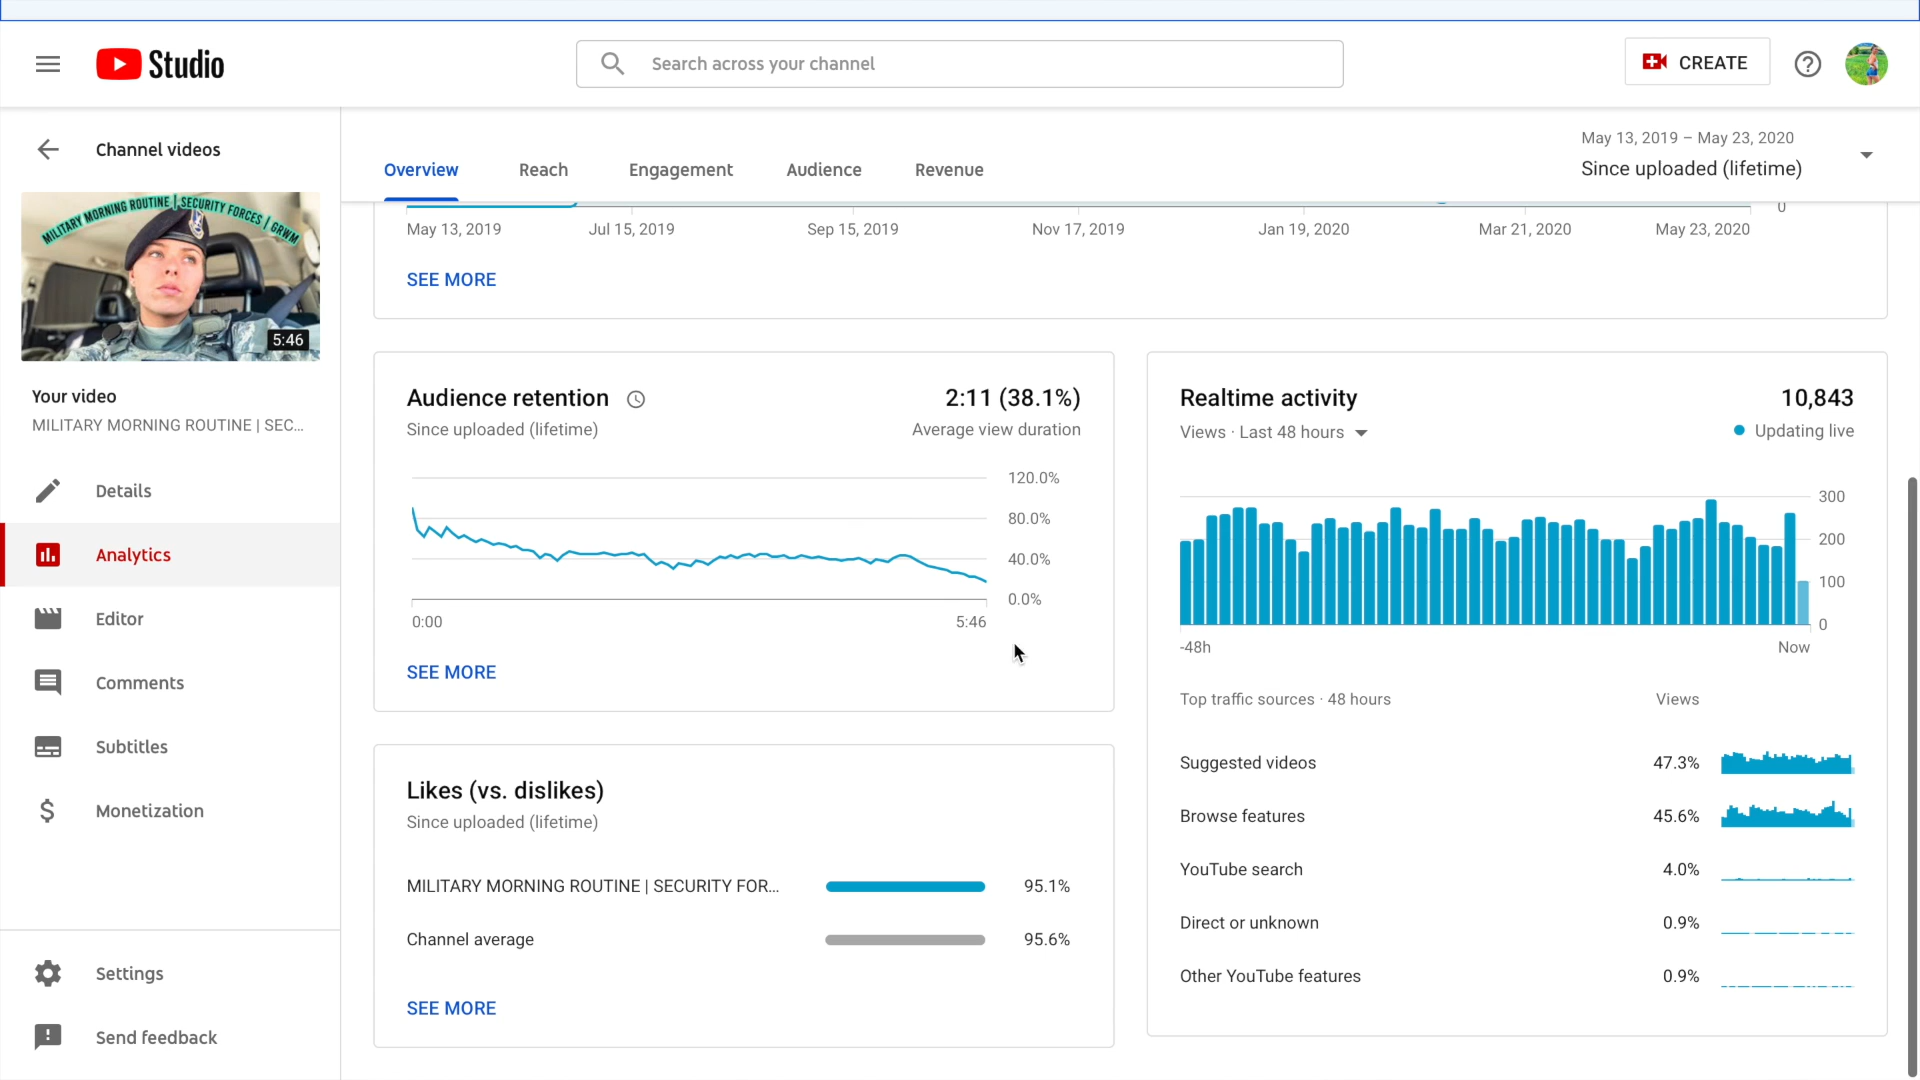 Studio
Search across your channel
CREATE
Channel videos
MILITARY MORNING ROUTINE | SECURITY FORCES | GRWM
5:46
Your video
MILITARY MORNING ROUTINE | SEC...
Details
Analytics
Editor
Comments
Subtitles
Monetization
Settings
Send feedback
Overview
Reach
Engagement
Audience
Revenue
May 13, 2019 – May 23, 2020
Since uploaded (lifetime)
0
May 13, 2019
Jul 15, 2019
Sep 15, 2019
Nov 17, 2019
Jan 19, 2020
Mar 21, 2020
May 23, 2020
SEE MORE
Audience retention
2:11 (38.1%)
Since uploaded (lifetime)
Average view duration
120.0%
80.0%
40.0%
0.0%
0:00
5:46
SEE MORE
Likes (vs. dislikes)
Since uploaded (lifetime)
MILITARY MORNING ROUTINE | SECURITY FOR...
95.1%
Channel average
95.6%
SEE MORE
Realtime activity
10,843
Views · Last 48 hours
Updating live
300
200
100
0
-48h
Now
Top traffic sources · 48 hours
Views
Suggested videos
47.3%
Browse features
45.6%
YouTube search
4.0%
Direct or unknown
0.9%
Other YouTube features
0.9%